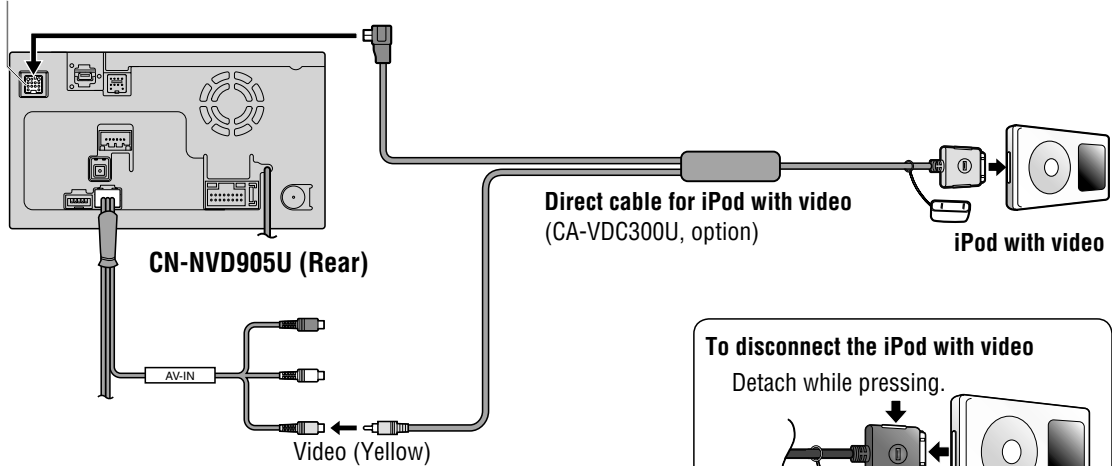 Direct cable for iPod with video
(CA-VDC300U, option)
iPod with video
CN-NVD905U (Rear)
AV-IN
Video (Yellow)
To disconnect the iPod with video
Detach while pressing.